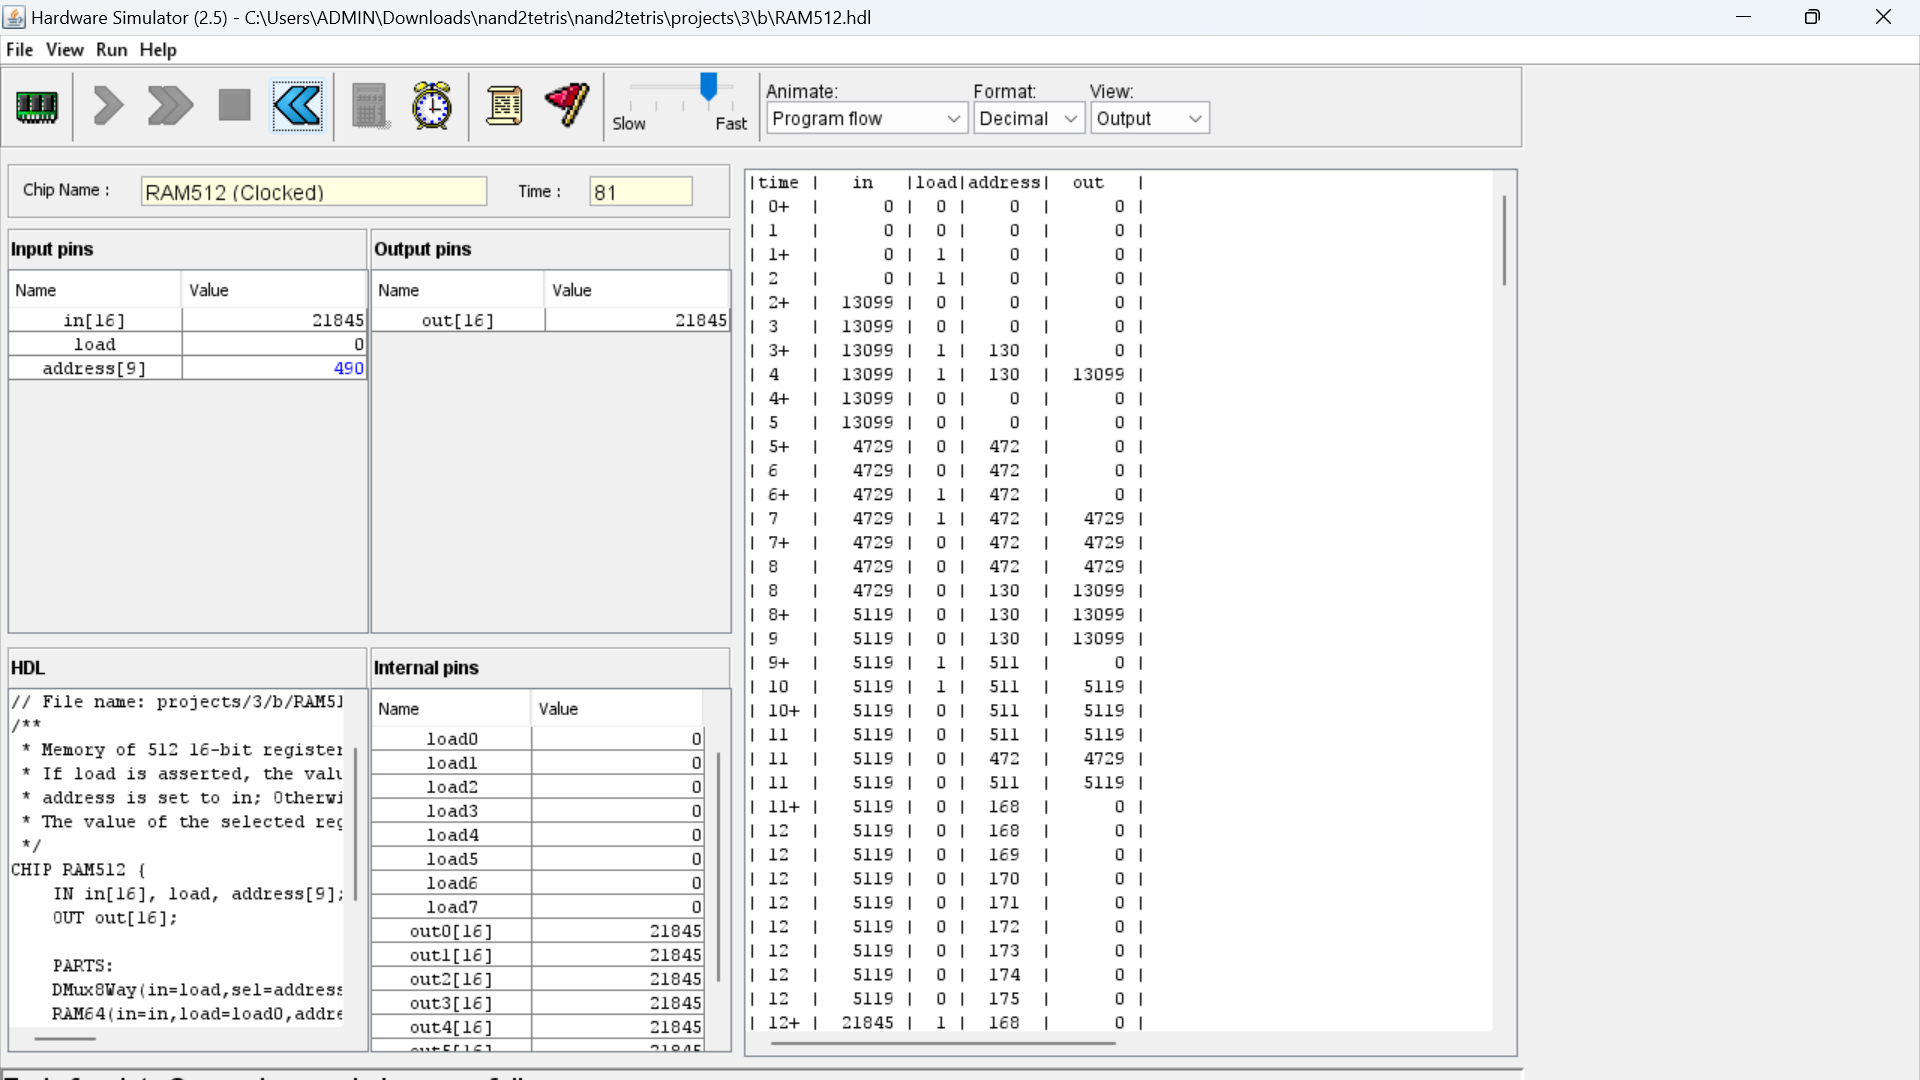 Hardware Simulator (2.5) - C:\Users\ADMIN\Downloads\nand2tetris\nand2tetris\projects\3\b\RAM512.hdl
File View Run Help
Slow Fast
Animate: Format: View:
Program flow Decimal Output
Chip Name : RAM512 (Clocked) Time : 81
Input pins
Name Value
in[16] 21845
load 0
address[9] 490
Output pins
Name Value
out[16] 21845
HDL
// File name: projects/3/b/RAM51
/**
* Memory of 512 16-bit register
* If load is asserted, the valu
* address is set to in; Otherwi
* The value of the selected reg
*/
CHIP RAM512 {
IN in[16], load, address[9];
OUT out[16];
PARTS:
DMux8Way(in=load,sel=address
RAM64(in=in,load=load0,addre
Internal pins
Name Value
load0 0
load1 0
load2 0
load3 0
load4 0
load5 0
load6 0
load7 0
out0[16] 21845
out1[16] 21845
out2[16] 21845
out3[16] 21845
out4[16] 21845
|time | in |load|address| out |
| 0+ | 0 | 0 | 0 | 0 |
| 1 | 0 | 0 | 0 | 0 |
| 1+ | 0 | 1 | 0 | 0 |
| 2 | 0 | 1 | 0 | 0 |
| 2+ | 13099 | 0 | 0 | 0 |
| 3 | 13099 | 0 | 0 | 0 |
| 3+ | 13099 | 1 | 130 | 0 |
| 4 | 13099 | 1 | 130 | 13099 |
| 4+ | 13099 | 0 | 0 | 0 |
| 5 | 13099 | 0 | 0 | 0 |
| 5+ | 4729 | 0 | 472 | 0 |
| 6 | 4729 | 0 | 472 | 0 |
| 6+ | 4729 | 1 | 472 | 0 |
| 7 | 4729 | 1 | 472 | 4729 |
| 7+ | 4729 | 0 | 472 | 4729 |
| 8 | 4729 | 0 | 472 | 4729 |
| 8 | 4729 | 0 | 130 | 13099 |
| 8+ | 5119 | 0 | 130 | 13099 |
| 9 | 5119 | 0 | 130 | 13099 |
| 9+ | 5119 | 1 | 511 | 0 |
| 10 | 5119 | 1 | 511 | 5119 |
| 10+ | 5119 | 0 | 511 | 5119 |
| 11 | 5119 | 0 | 511 | 5119 |
| 11 | 5119 | 0 | 472 | 4729 |
| 11 | 5119 | 0 | 511 | 5119 |
| 11+ | 5119 | 0 | 168 | 0 |
| 12 | 5119 | 0 | 168 | 0 |
| 12 | 5119 | 0 | 169 | 0 |
| 12 | 5119 | 0 | 170 | 0 |
| 12 | 5119 | 0 | 171 | 0 |
| 12 | 5119 | 0 | 172 | 0 |
| 12 | 5119 | 0 | 173 | 0 |
| 12 | 5119 | 0 | 174 | 0 |
| 12 | 5119 | 0 | 175 | 0 |
| 12+ | 21845 | 1 | 168 | 0 |